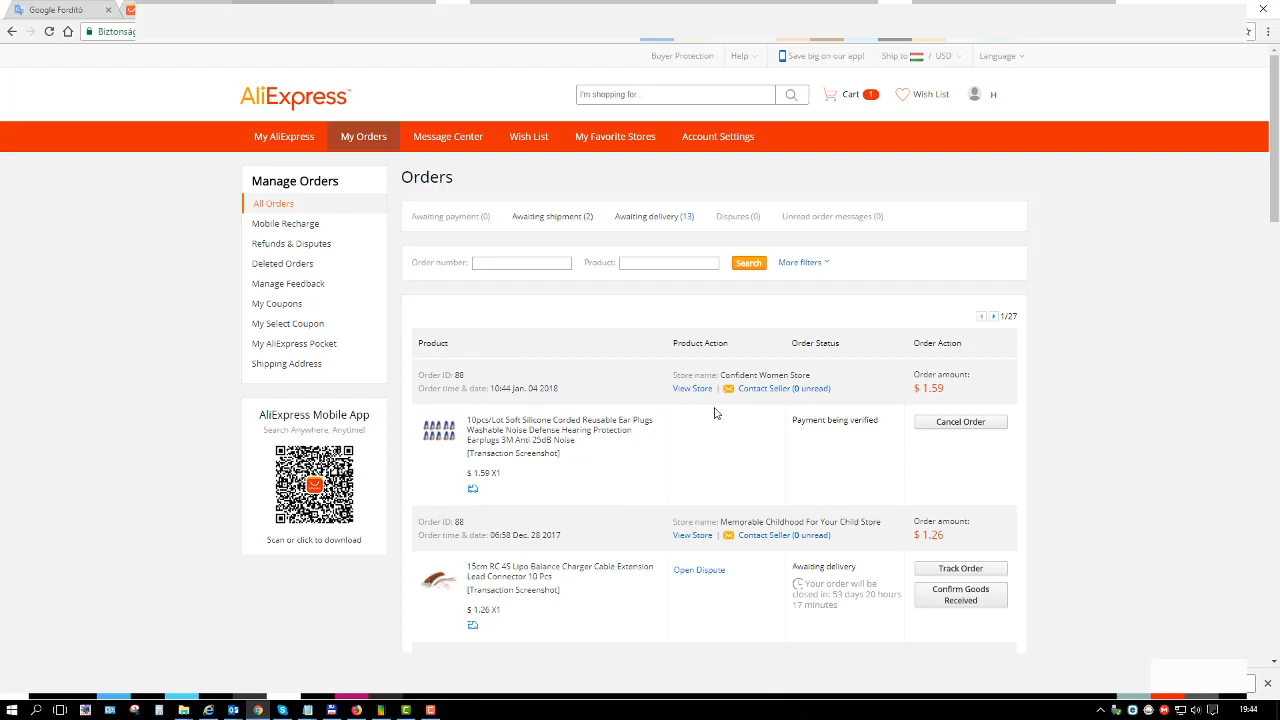 Google Fordító
Biztonság
Buyer Protection Help Save big on our app! Ship to / USD Language
AliExpress™
I'm shopping for...
Cart 1 Wish List H
My AliExpress My Orders Message Center Wish List My Favorite Stores Account Settings
Manage Orders
All Orders
Mobile Recharge
Refunds & Disputes
Deleted Orders
Manage Feedback
My Coupons
My Select Coupon
My AliExpress Pocket
Shipping Address
AliExpress Mobile App
Search Anywhere, Anytime!
Scan or click to download
Orders
Awaiting payment (0) Awaiting shipment (2) Awaiting delivery (13) Disputes (0) Unread order messages (0)
Order number: Product: Search More filters
1/27
Product Product Action Order Status Order Action
Order ID: 88 Store name: Confident Women Store Order amount:
Order time & date: 10:44 Jan. 04 2018 View Store | Contact Seller (0 unread) $ 1.59
10pcs/Lot Soft Silicone Corded Reusable Ear Plugs
Washable Noise Defense Hearing Protection
Earplugs 3M Anti 25dB Noise
[Transaction Screenshot]
$ 1.59 X1
Payment being verified
Cancel Order
Order ID: 88 Store name: Memorable Childhood For Your Child Store Order amount:
Order time & date: 06:58 Dec. 28 2017 View Store | Contact Seller (0 unread) $ 1.26
15cm RC 4S Lipo Balance Charger Cable Extension
Lead Connector 10 Pcs
[Transaction Screenshot]
$ 1.26 X1
Open Dispute
Awaiting delivery
Your order will be
closed in: 53 days 20 hours
17 minutes
Track Order
Confirm Goods
Received
19:44